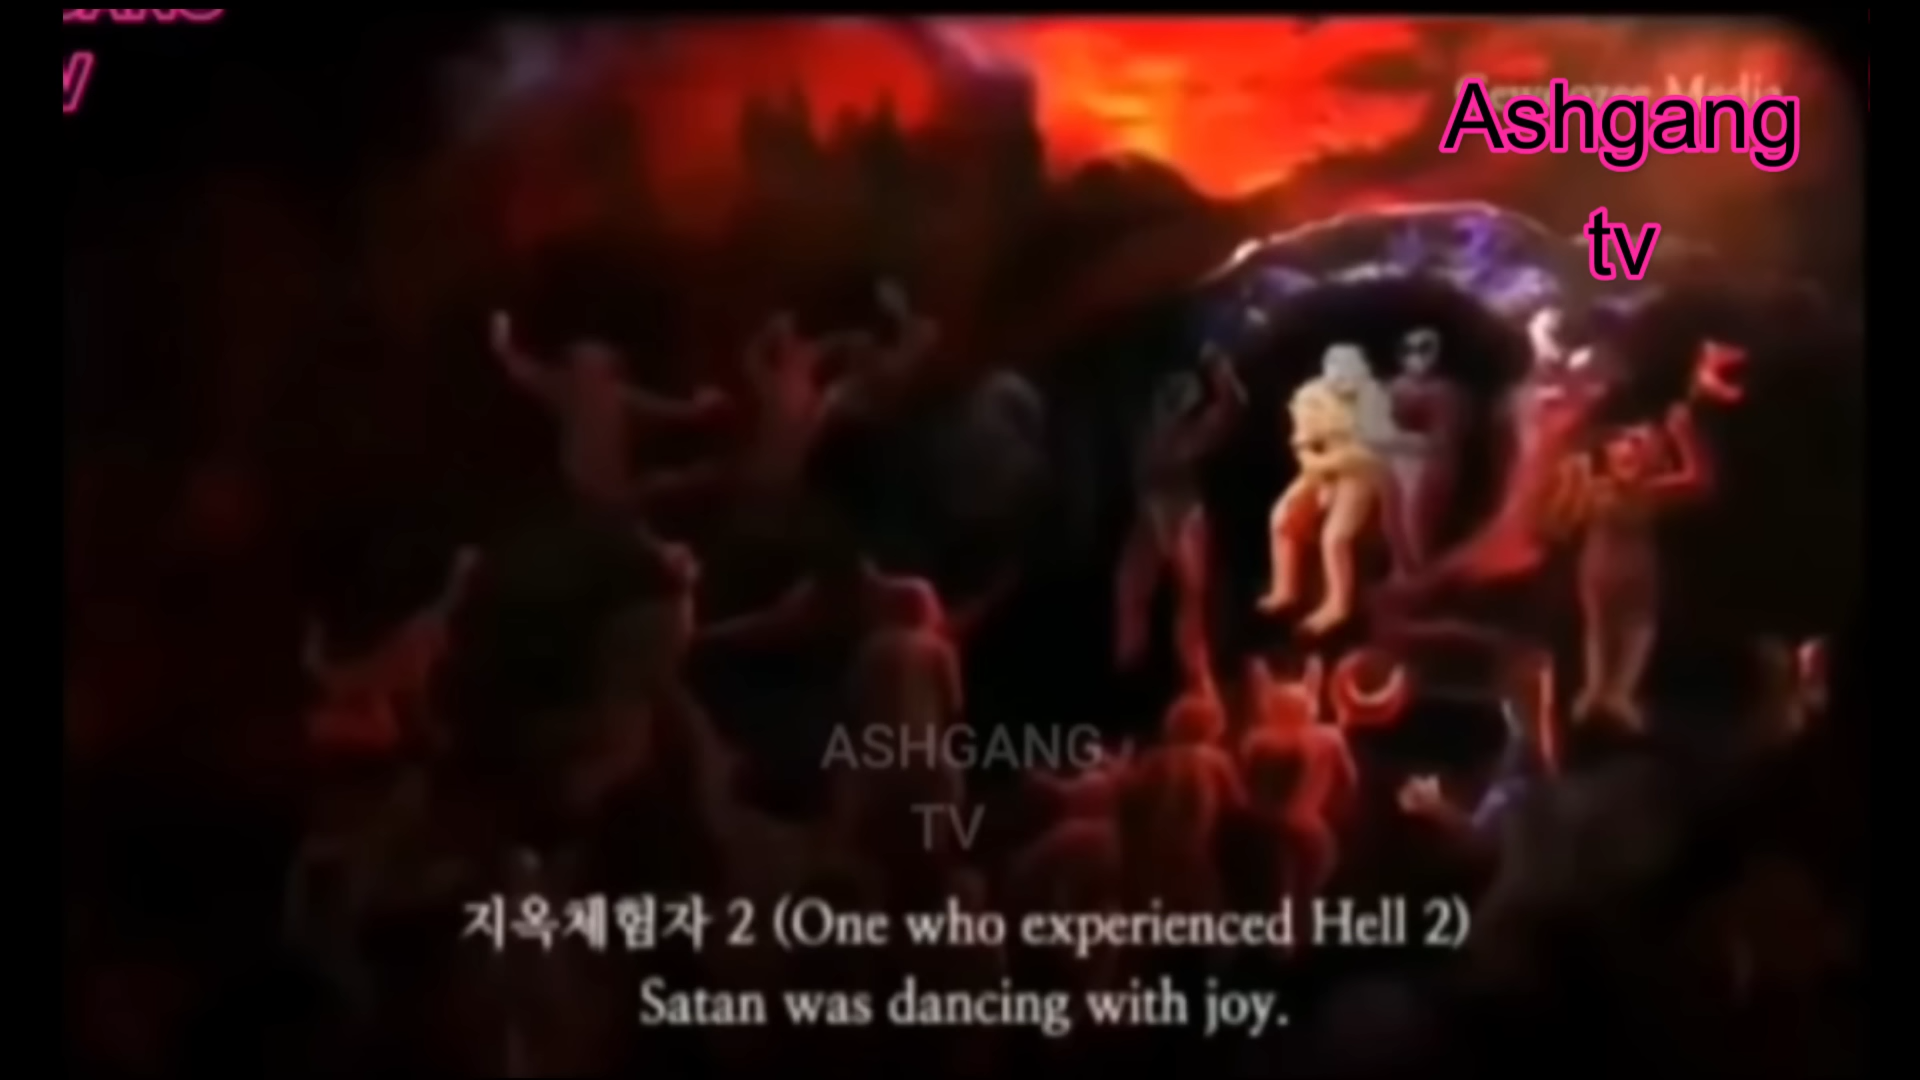 Ashgang
tv
ASHGANG
TV
지옥체험자 2 (One who experienced Hell 2)
Satan was dancing with joy.